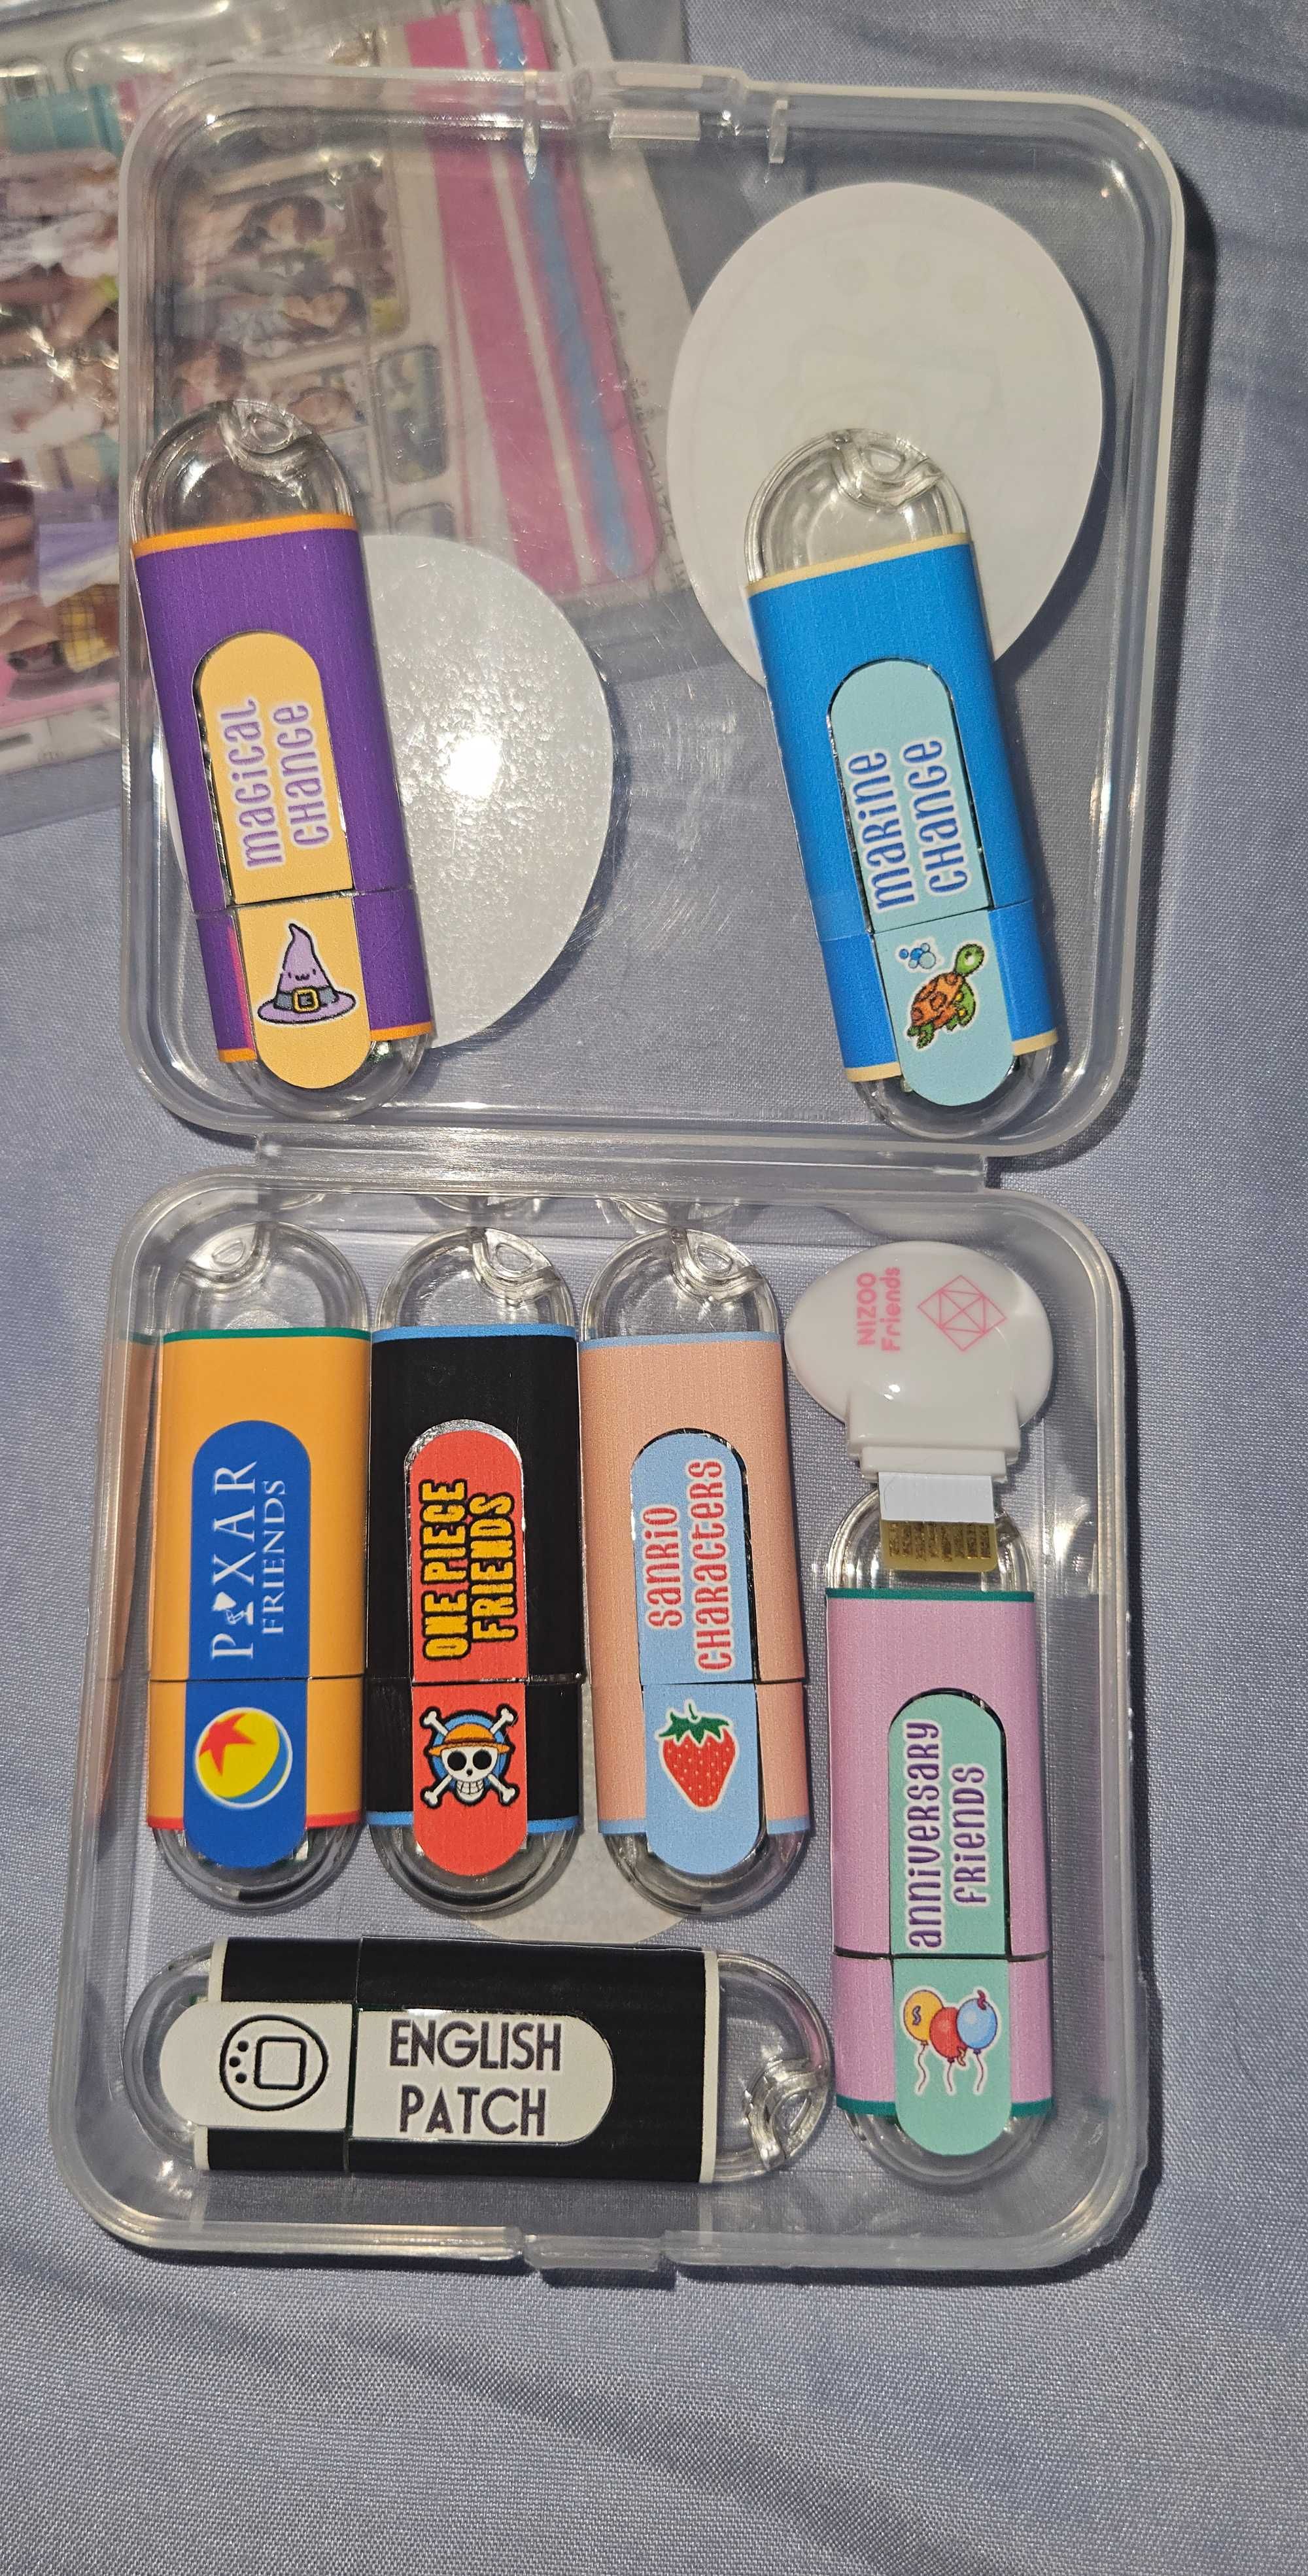 magical
change
marine
change
PIXAR
FRIENDS
ONE PIECE
FRIENDS
sanrio
characters
NIZOO
Friends
anniversary
friends
ENGLISH
PATCH